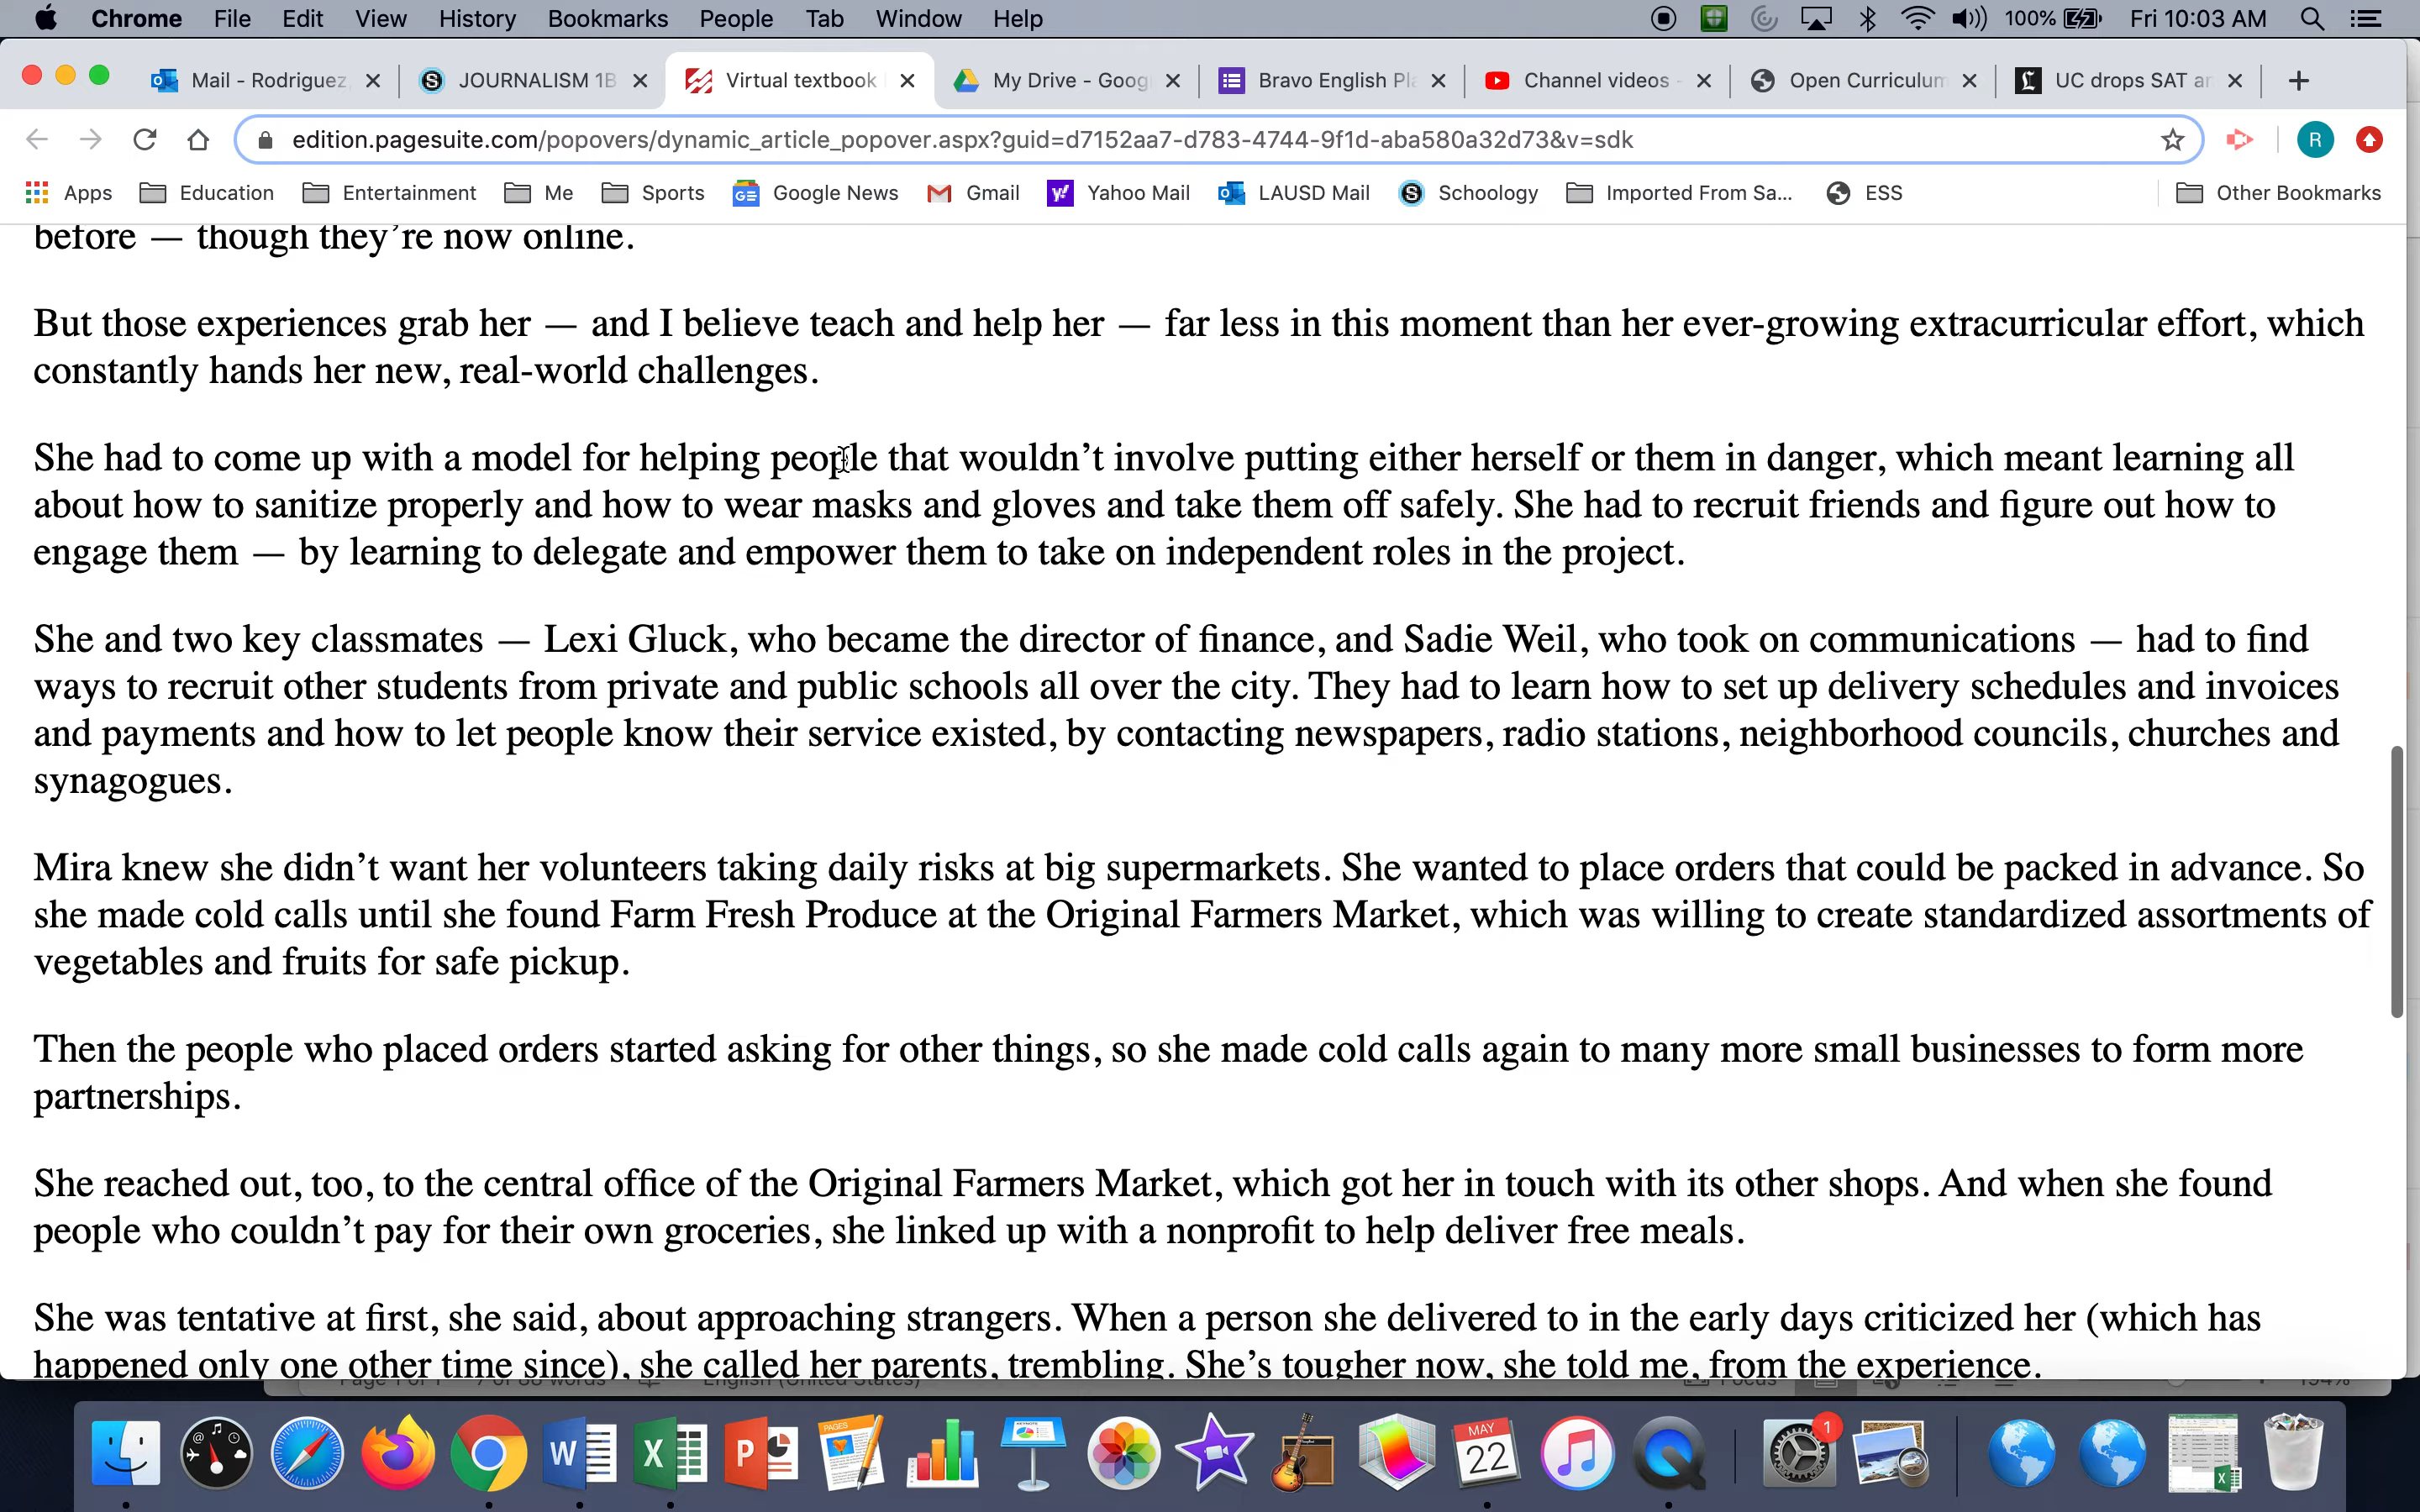 Chrome File Edit View History Bookmarks People Tab Window Help 100% Fri 10:03 AM
Mail - Rodriguez, JOURNALISM 1B Virtual textbook My Drive - Goog Bravo English Pla Channel videos - Open Curriculum UC drops SAT an
edition.pagesuite.com/popovers/dynamic_article_popover.aspx?guid=d7152aa7-d783-4744-9f1d-aba580a32d73&v=sdk R
Apps Education Entertainment Me Sports Google News Gmail Yahoo Mail LAUSD Mail Schoology Imported From Sa... ESS Other Bookmarks
before — though they’re now online.
But those experiences grab her — and I believe teach and help her — far less in this moment than her ever-growing extracurricular effort, which
constantly hands her new, real-world challenges.
She had to come up with a model for helping people that wouldn’t involve putting either herself or them in danger, which meant learning all
about how to sanitize properly and how to wear masks and gloves and take them off safely. She had to recruit friends and figure out how to
engage them — by learning to delegate and empower them to take on independent roles in the project.
She and two key classmates — Lexi Gluck, who became the director of finance, and Sadie Weil, who took on communications — had to find
ways to recruit other students from private and public schools all over the city. They had to learn how to set up delivery schedules and invoices
and payments and how to let people know their service existed, by contacting newspapers, radio stations, neighborhood councils, churches and
synagogues.
Mira knew she didn’t want her volunteers taking daily risks at big supermarkets. She wanted to place orders that could be packed in advance. So
she made cold calls until she found Farm Fresh Produce at the Original Farmers Market, which was willing to create standardized assortments of
vegetables and fruits for safe pickup.
Then the people who placed orders started asking for other things, so she made cold calls again to many more small businesses to form more
partnerships.
She reached out, too, to the central office of the Original Farmers Market, which got her in touch with its other shops. And when she found
people who couldn’t pay for their own groceries, she linked up with a nonprofit to help deliver free meals.
She was tentative at first, she said, about approaching strangers. When a person she delivered to in the early days criticized her (which has
happened only one other time since), she called her parents, trembling. She’s tougher now, she told me, from the experience.
English (United States) Focus
PAGES MAY 22 1